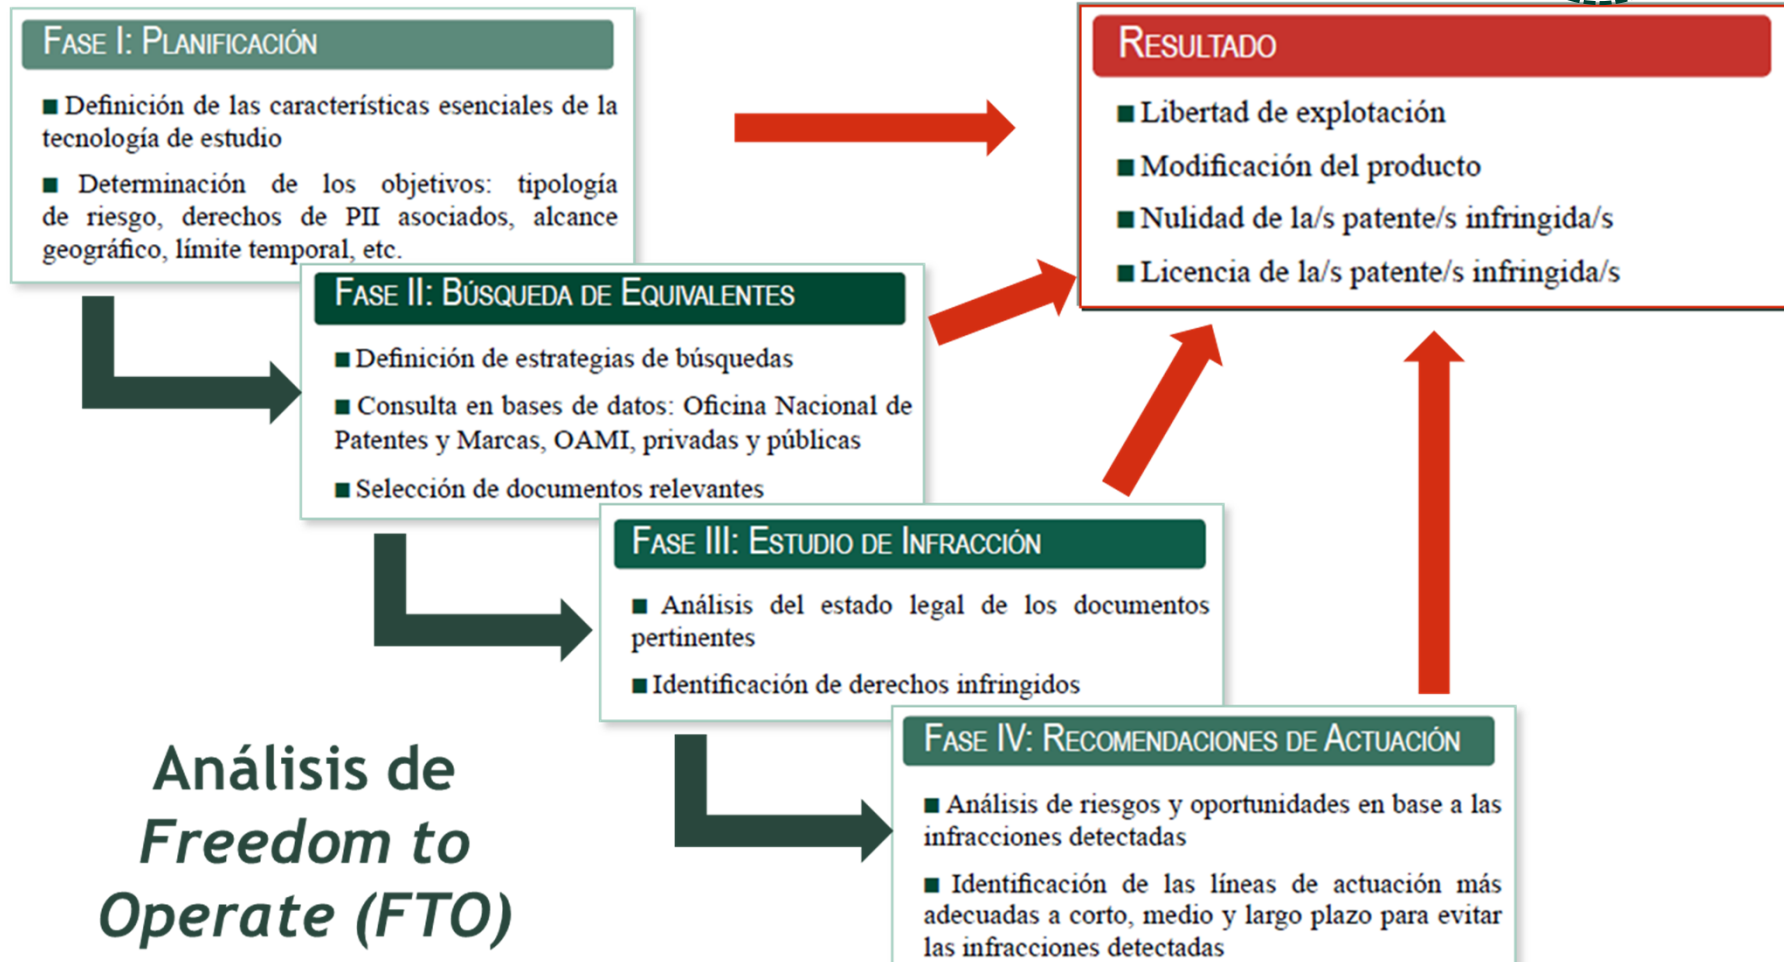 FASE I: PLANIFICACIÓN
■ Definición de las características esenciales de la
tecnología de estudio
■ Determinación de los objetivos: tipología
de riesgo, derechos de PII asociados, alcance
geográfico, límite temporal, etc.
FASE II: BÚSQUEDA DE EQUIVALENTES
■ Definición de estrategias de búsquedas
■ Consulta en bases de datos: Oficina Nacional de
Patentes y Marcas, OAMI, privadas y públicas
■ Selección de documentos relevantes
FASE III: ESTUDIO DE INFRACCIÓN
■ Análisis del estado legal de los documentos
pertinentes
■ Identificación de derechos infringidos
FASE IV: RECOMENDACIONES DE ACTUACIÓN
■ Análisis de riesgos y oportunidades en base a las
infracciones detectadas
■ Identificación de las líneas de actuación más
adecuadas a corto, medio y largo plazo para evitar
las infracciones detectadas
RESULTADO
■ Libertad de explotación
■ Modificación del producto
■ Nulidad de la/s patente/s infringida/s
■ Licencia de la/s patente/s infringida/s
Análisis de
Freedom to
Operate (FTO)